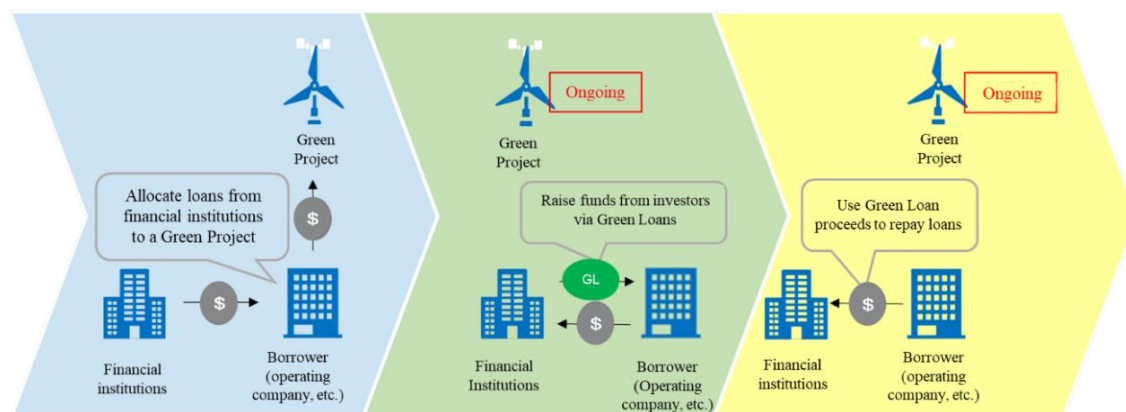 Green
Project
Allocate loans from
financial institutions
to a Green Project
$
$
Financial
institutions
Borrower
(operating
company, etc.)
Ongoing
Green
Project
Raise funds from investors
via Green Loans
GL
$
Financial
Institutions
Borrower
(Operating
company, etc.)
Ongoing
Green
Project
Use Green Loan
proceeds to repay loans
$
Financial
institutions
Borrower
(operating
company, etc.)